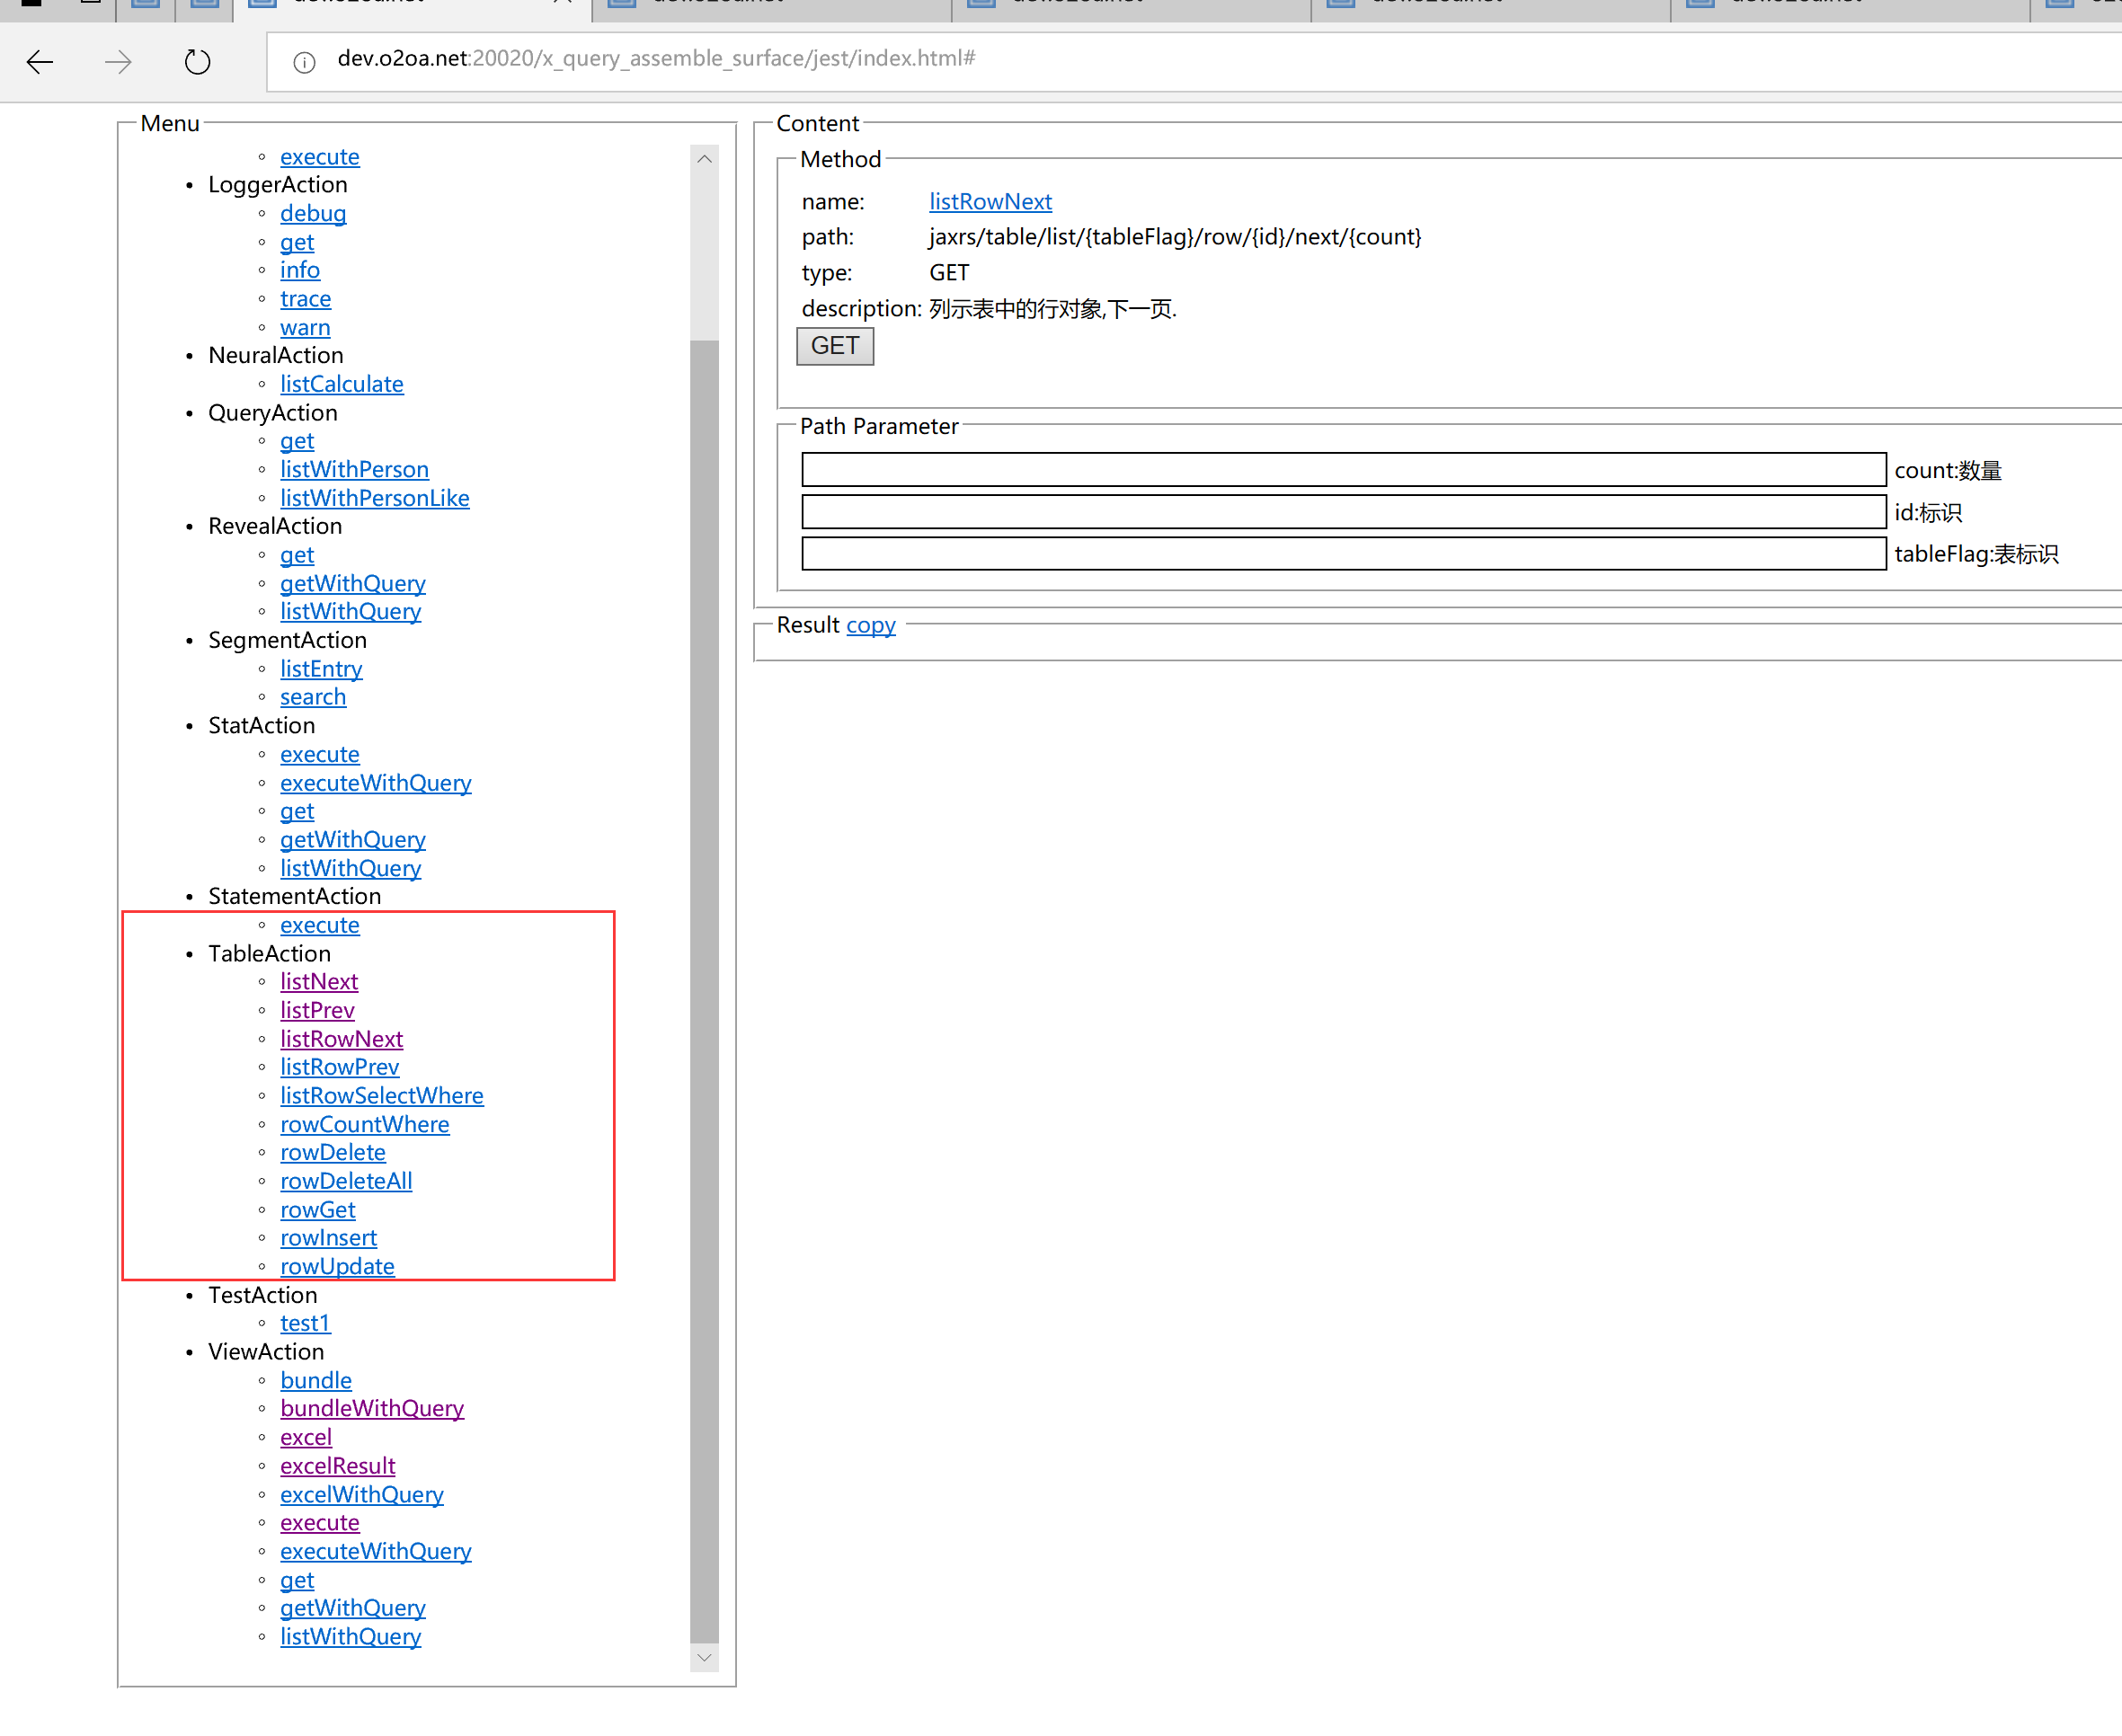 dev.o2oa.net:20020/x_query_assemble_surface/jest/index.html#
Menu
execute
LoggerAction
debug
get
info
trace
warn
NeuralAction
listCalculate
QueryAction
get
listWithPerson
listWithPersonLike
RevealAction
get
getWithQuery
listWithQuery
SegmentAction
listEntry
search
StatAction
execute
executeWithQuery
get
getWithQuery
listWithQuery
StatementAction
execute
TableAction
listNext
listPrev
listRowNext
listRowPrev
listRowSelectWhere
rowCountWhere
rowDelete
rowDeleteAll
rowGet
rowInsert
rowUpdate
TestAction
test1
ViewAction
bundle
bundleWithQuery
excel
excelResult
excelWithQuery
execute
executeWithQuery
get
getWithQuery
listWithQuery
Content
Method
name: listRowNext
path: jaxrs/table/list/{tableFlag}/row/{id}/next/{count}
type: GET
description: 列示表中的行对象,下一页.
GET
Path Parameter
count:数量
id:标识
tableFlag:表标识
Result copy